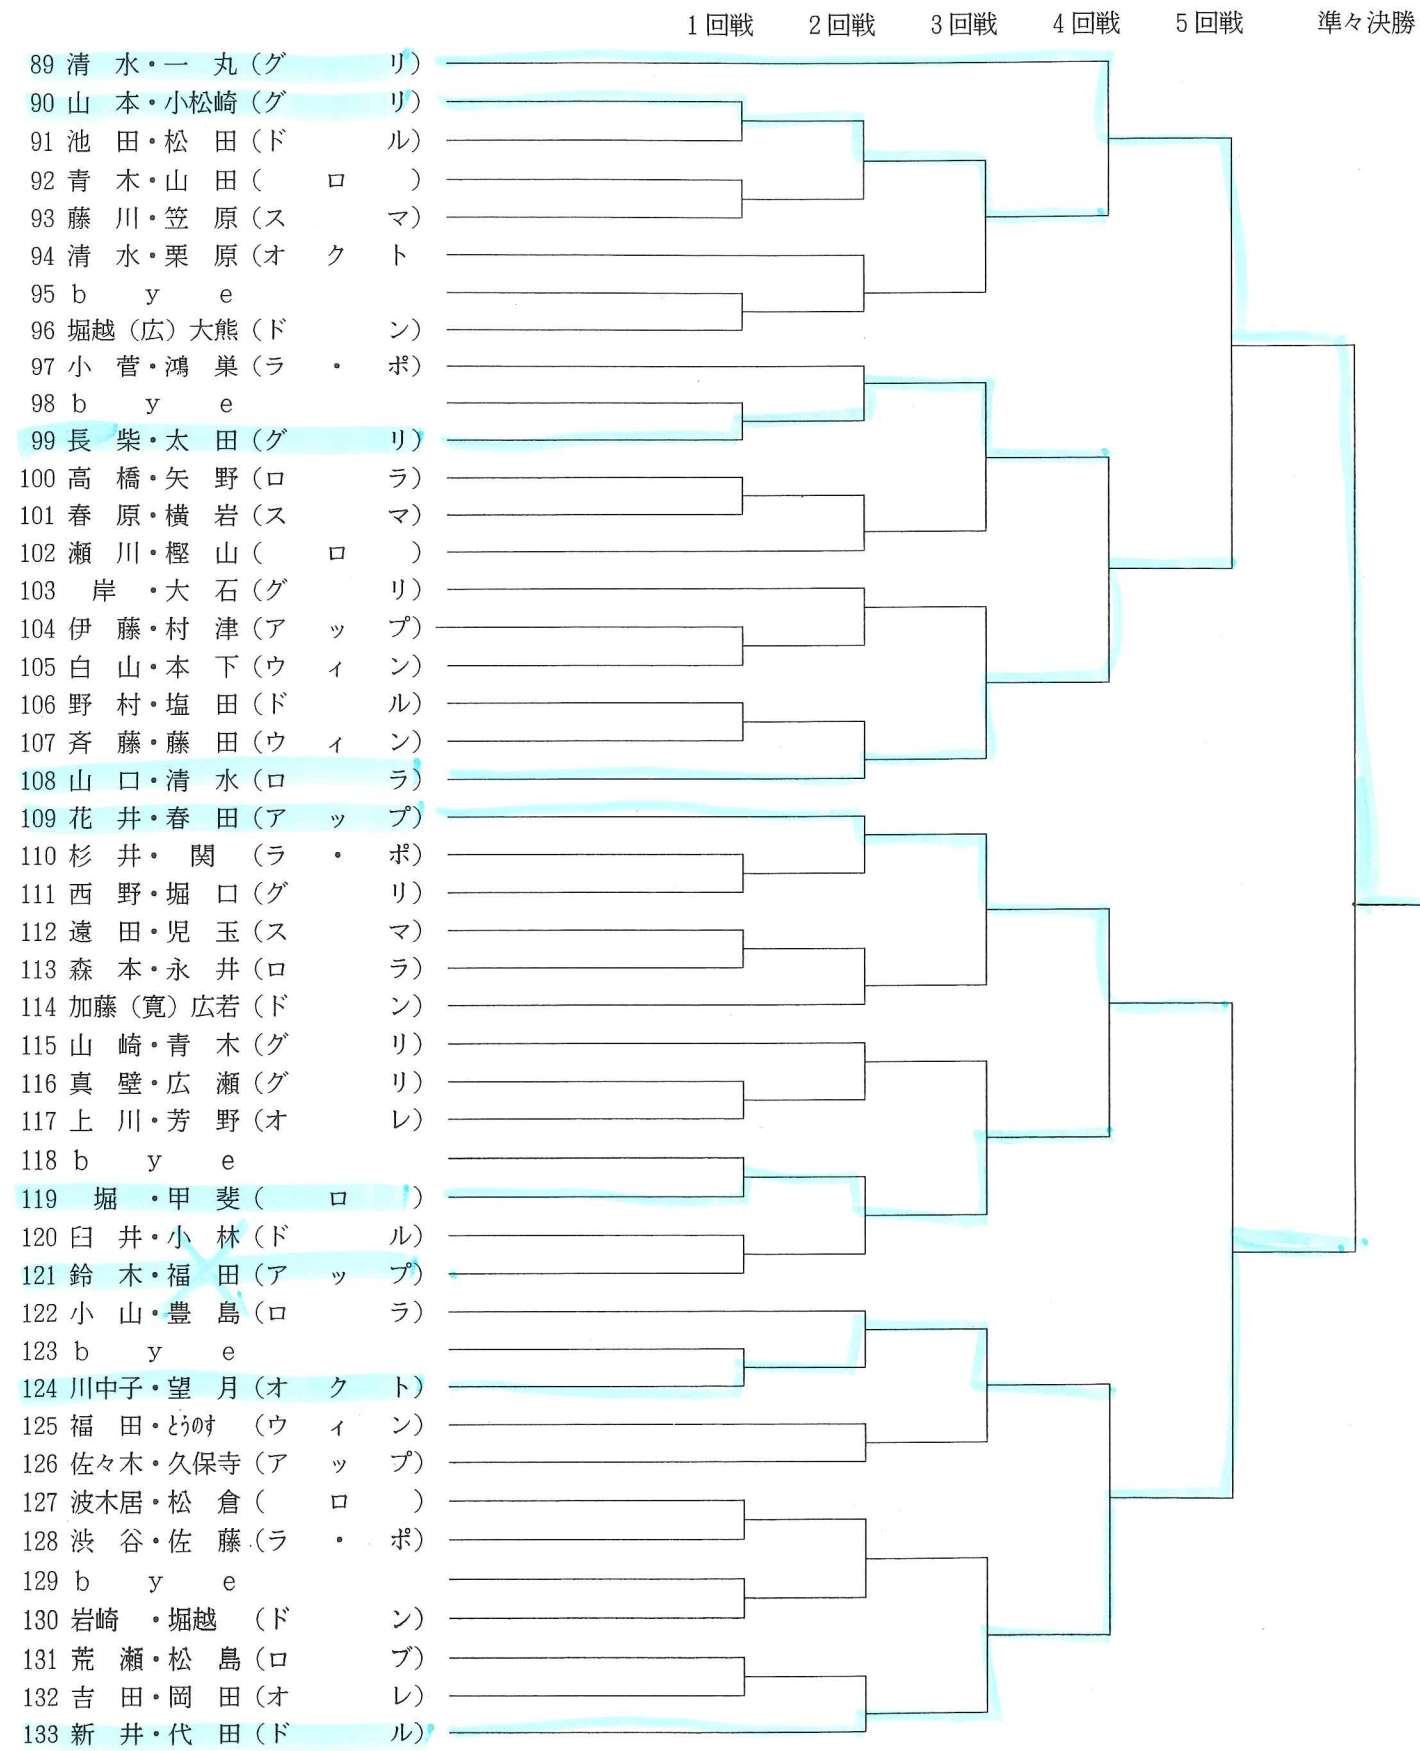 1回戦 2回戦 3回戦 4回戦 5回戦 準々決勝
89 清 水・一 丸(グ リ)
90 山 本・小松崎(グ リ)
91 池 田・松 田(ド ル)
92 青 木・山 田( ロ )
93 藤 川・笠 原(ス マ)
94 清 水・栗 原(オ ク ト
95 b y e
96 堀越(広)大熊(ド ン)
97 小 菅・鴻 巣(ラ ・ ポ)
98 b y e
99 長 柴・太 田(グ リ)
100 高 橋・矢 野(ロ ラ)
101 春 原・横 岩(ス マ)
102 瀬 川・樫 山( ロ )
103 岸 ・大 石(グ リ)
104 伊 藤・村 津(ア ッ プ)
105 白 山・本 下(ウ ィ ン)
106 野 村・塩 田(ド ル)
107 斉 藤・藤 田(ウ ィ ン)
108 山 口・清 水(ロ ラ)
109 花 井・春 田(ア ッ プ)
110 杉 井・ 関 (ラ ・ ポ)
111 西 野・堀 口(グ リ)
112 遠 田・児 玉(ス マ)
113 森 本・永 井(ロ ラ)
114 加藤(寛)広若(ド ン)
115 山 崎・青 木(グ リ)
116 真 壁・広 瀬(グ リ)
117 上 川・芳 野(オ レ)
118 b y e
119 堀 ・甲 斐( ロ )
120 臼 井・小 林(ド ル)
121 鈴 木・福 田(ア ッ プ)
122 小 山・豊 島(ロ ラ)
123 b y e
124 川中子・望 月(オ ク ト)
125 福 田・とうのす (ウ ィ ン)
126 佐々木・久保寺(ア ッ プ)
127 波木居・松 倉( ロ )
128 渋 谷・佐 藤(ラ ・ ポ)
129 b y e
130 岩崎 ・堀越 (ド ン)
131 荒 瀬・松 島(ロ ブ)
132 吉 田・岡 田(オ レ)
133 新 井・代 田(ド ル)